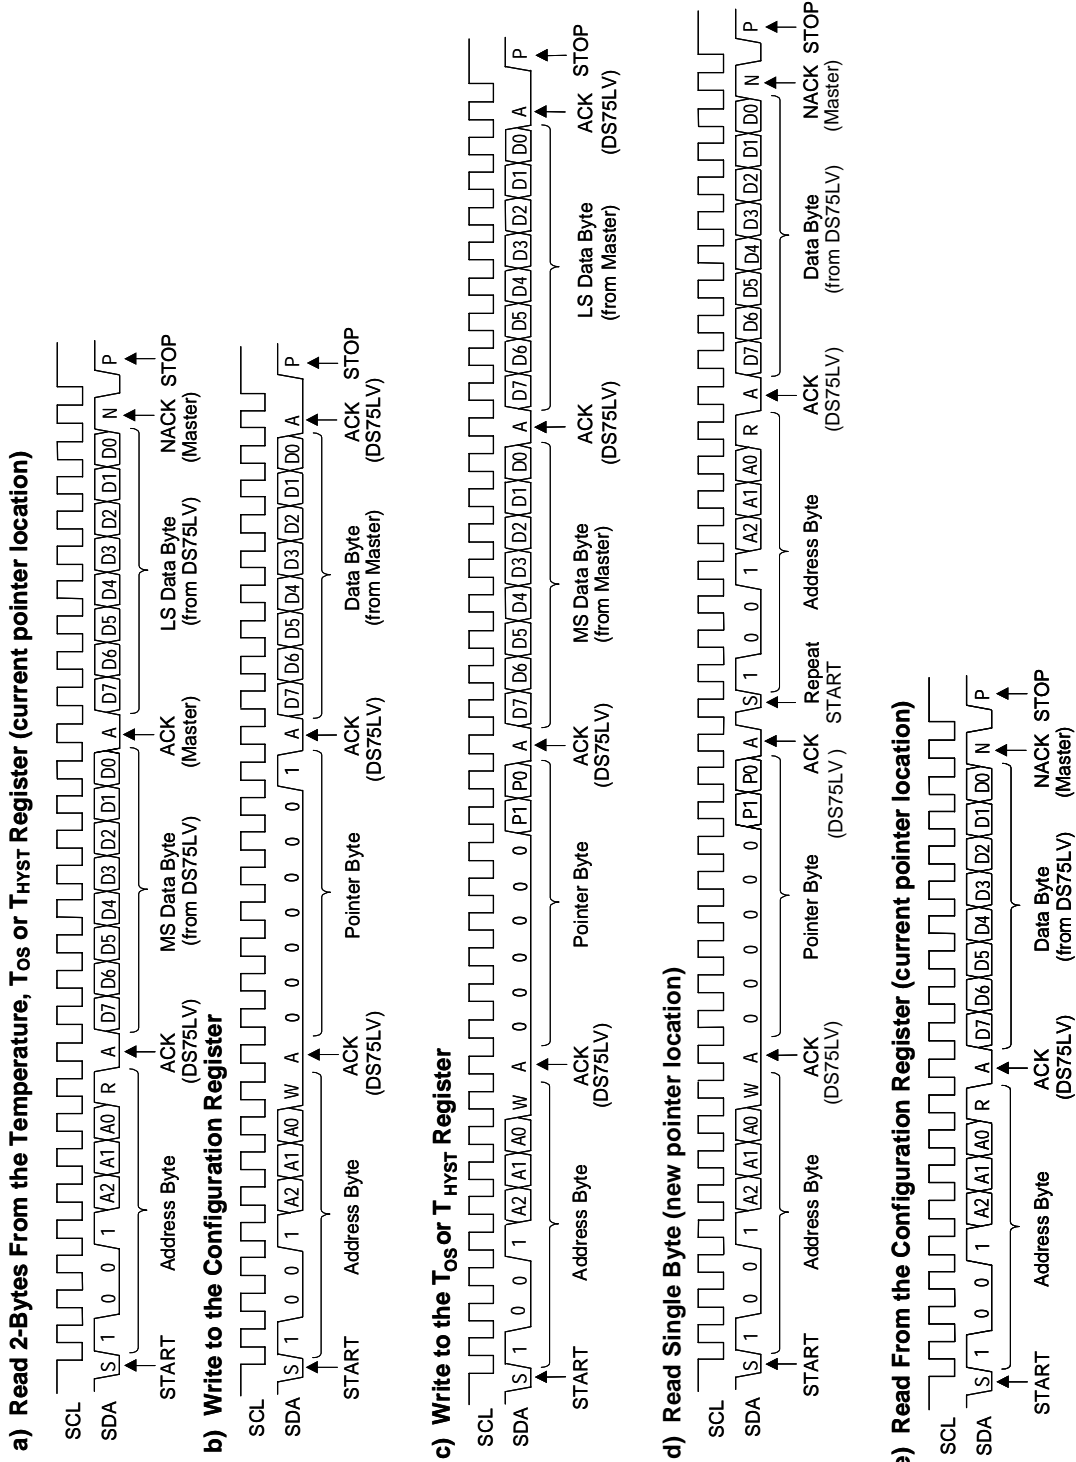 a) Read 2-Bytes From the Temperature, TOS or THYST Register (current pointer location)
SCL
SDA S 1 0 0 1 A2 A1 A0 R A D7 D6 D5 D4 D3 D2 D1 D0 A D7 D6 D5 D4 D3 D2 D1 D0 N P
START Address Byte ACK (DS75LV) MS Data Byte (from DS75LV) ACK (Master) LS Data Byte (from DS75LV) NACK (Master) STOP
b) Write to the Configuration Register
SCL
SDA S 1 0 0 1 A2 A1 A0 W A 0 0 0 0 0 0 0 1 A D7 D6 D5 D4 D3 D2 D1 D0 A P
START Address Byte ACK (DS75LV) Pointer Byte ACK (DS75LV) Data Byte (from Master) ACK (DS75LV) STOP
c) Write to the TOS or THYST Register
SCL
SDA S 1 0 0 1 A2 A1 A0 W A 0 0 0 0 0 0 P1 P0 A D7 D6 D5 D4 D3 D2 D1 D0 A D7 D6 D5 D4 D3 D2 D1 D0 A P
START Address Byte ACK (DS75LV) Pointer Byte ACK (DS75LV) MS Data Byte (from Master) ACK (DS75LV) LS Data Byte (from Master) ACK (DS75LV) STOP
d) Read Single Byte (new pointer location)
SCL
SDA S 1 0 0 1 A2 A1 A0 W A 0 0 0 0 0 0 P1 P0 A S 1 0 0 1 A2 A1 A0 R A D7 D6 D5 D4 D3 D2 D1 D0 N P
START Address Byte ACK (DS75LV) Pointer Byte ACK (DS75LV) Repeat START Address Byte ACK (DS75LV) Data Byte (from DS75LV) NACK (Master) STOP
e) Read From the Configuration Register (current pointer location)
SCL
SDA S 1 0 0 1 A2 A1 A0 R A D7 D6 D5 D4 D3 D2 D1 D0 N P
START Address Byte ACK (DS75LV) Data Byte (from DS75LV) NACK (Master) STOP